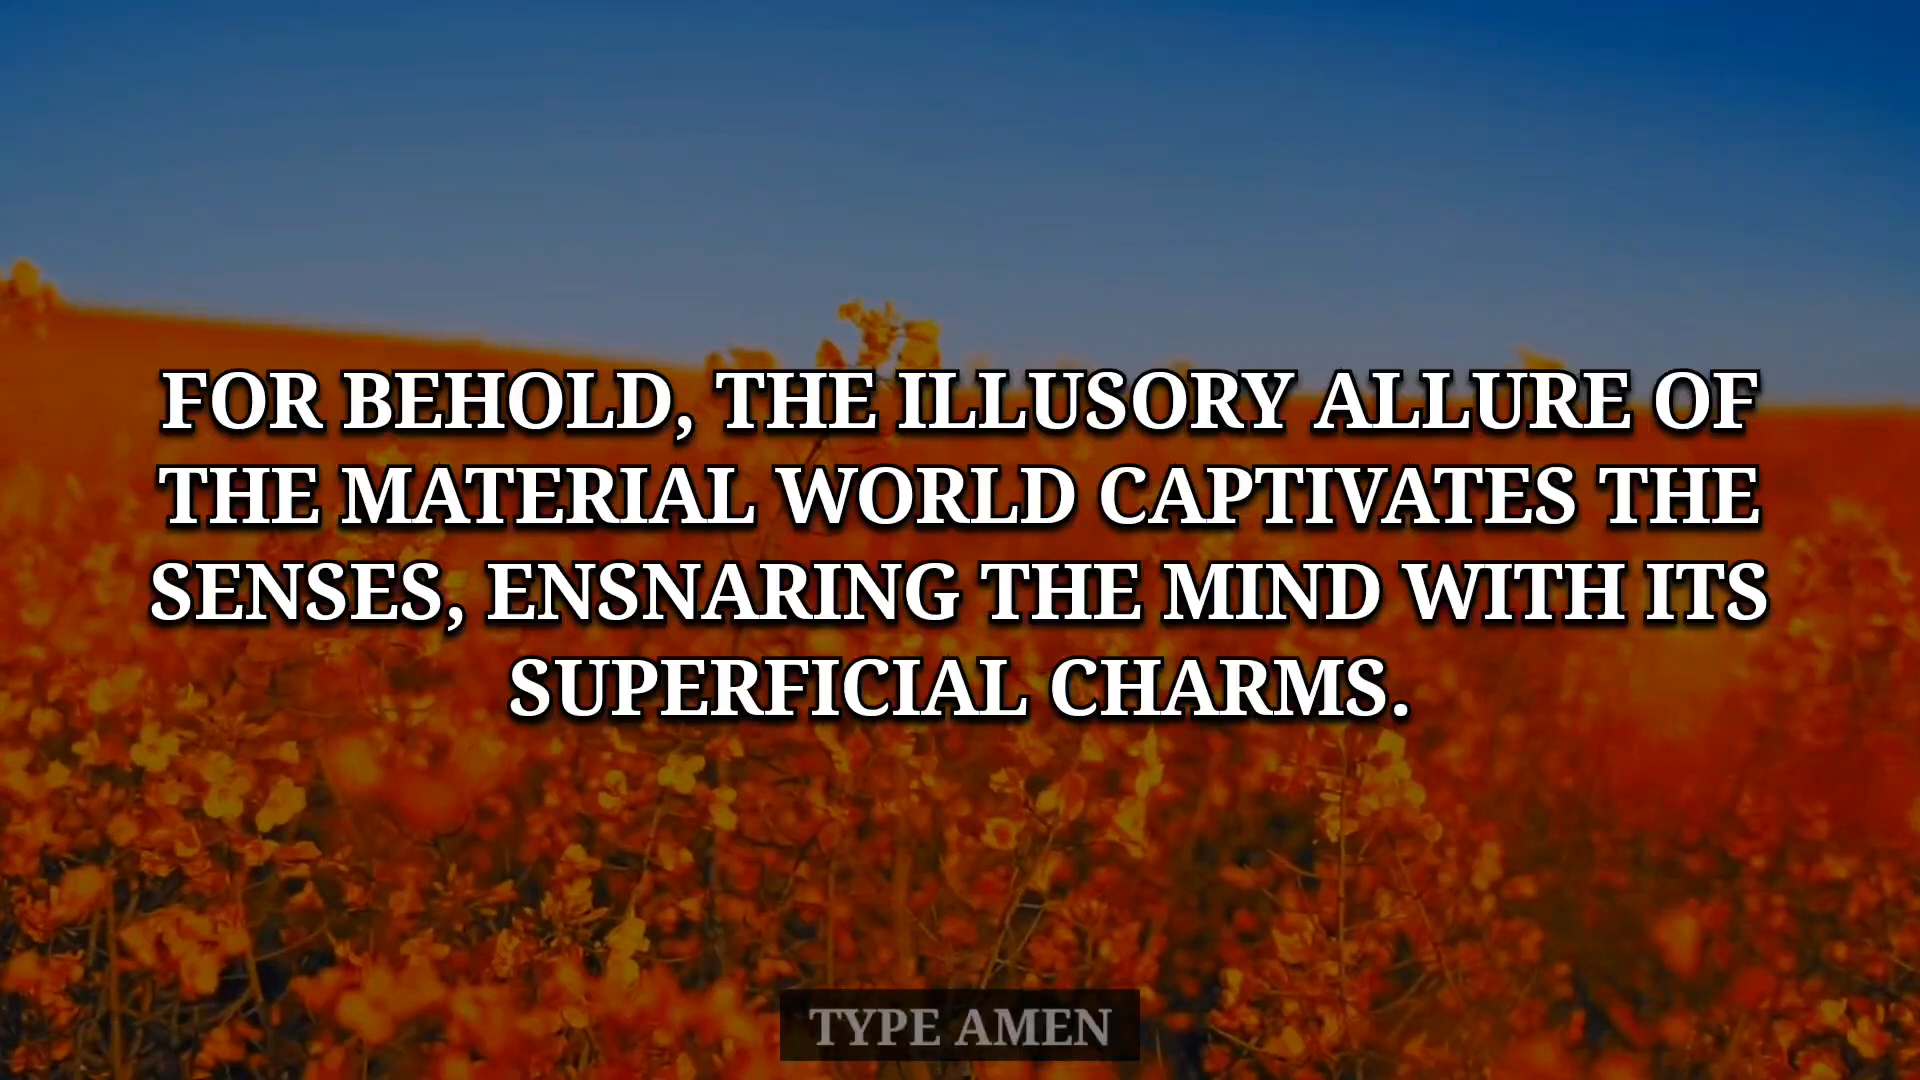 FOR BEHOLD, THE ILLUSORY ALLURE OF
THE MATERIAL WORLD CAPTIVATES THE
SENSES, ENSNARING THE MIND WITH ITS
SUPERFICIAL CHARMS.
TYPE AMEN